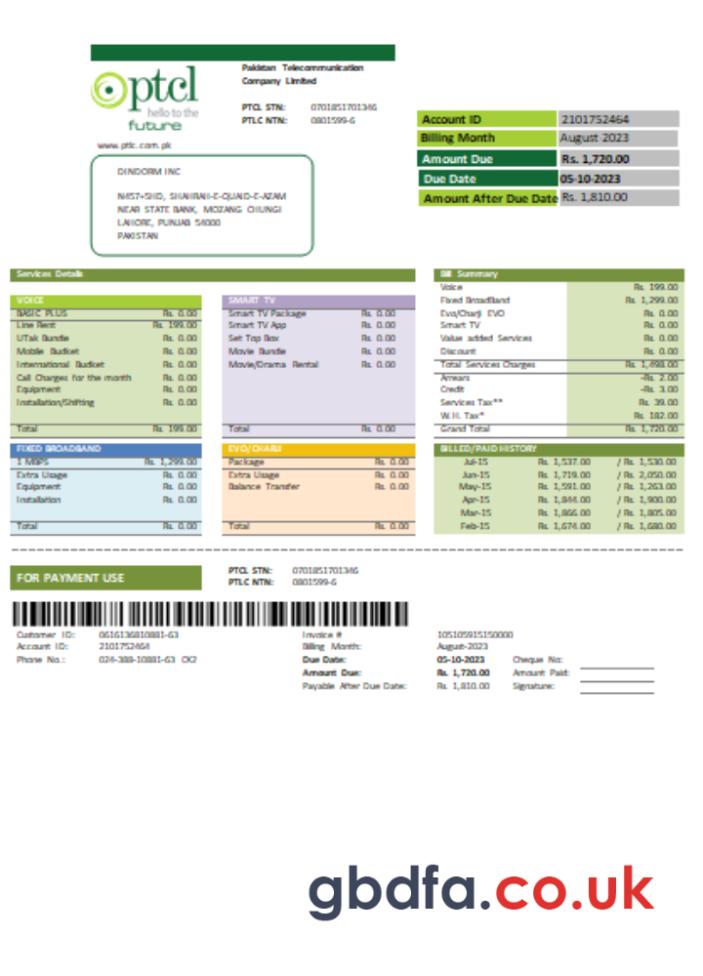 ptcl
hello to the
future
www.ptlc.com.pk
Pakistan Telecommunication
Company Limited
PTCL STN: 0701851701346
PTLC NTN: 0801599-6
Account ID 2101752464
Billing Month August 2023
Amount Due Rs. 1,720.00
Due Date 05-10-2023
Amount After Due Date Rs. 1,810.00
DINDORM INC
N457+5HD, SHAHRAH-E-QUAID-E-AZAM
NEAR STATE BANK, MOZANG CHUNGI
LAHORE, PUNJAB 54000
PAKISTAN
Services Details
VOICE
BASIC PLUS Rs. 0.00
Line Rent Rs. 199.00
UTak Bundle Rs. 0.00
Mobile Budket Rs. 0.00
International Budket Rs. 0.00
Call Charges for the month Rs. 0.00
Equipment Rs. 0.00
Installation/Shifting Rs. 0.00
Total Rs. 199.00
SMART TV
Smart TV Package Rs. 0.00
Smart TV App Rs. 0.00
Set Top Box Rs. 0.00
Movie Bundle Rs. 0.00
Movie/Drama Rental Rs. 0.00
Total Rs. 0.00
Bill Summary
Voice Rs. 199.00
Fixed BroadBand Rs. 1,299.00
Evo/Charji EVO Rs. 0.00
Smart TV Rs. 0.00
Value added Services Rs. 0.00
Discount Rs. 0.00
Total Services Charges Rs. 1,498.00
Arrears -Rs. 2.00
Credit -Rs. 3.00
Services Tax** Rs. 39.00
W.H. Tax* Rs. 182.00
Grand Total Rs. 1,720.00
FIXED BROADBAND
1 MBPS Rs. 1,299.00
Extra Usage Rs. 0.00
Equipment Rs. 0.00
Installation Rs. 0.00
Total Rs. 0.00
EVO/CHARJI
Package Rs. 0.00
Extra Usage Rs. 0.00
Balance Transfer Rs. 0.00
Total Rs. 0.00
BILLED/PAID HISTORY
Jul-15 Rs. 1,537.00 / Rs. 1,530.00
Jun-15 Rs. 1,719.00 / Rs. 2,050.00
May-15 Rs. 1,591.00 / Rs. 1,263.00
Apr-15 Rs. 1,844.00 / Rs. 1,900.00
Mar-15 Rs. 1,866.00 / Rs. 1,805.00
Feb-15 Rs. 1,674.00 / Rs. 1,680.00
FOR PAYMENT USE
PTCL STN: 0701851701346
PTLC NTN: 0801599-6
Customer ID: 0616136810881-63
Account ID: 2101752464
Phone No.: 024-388-10881-63 CK2
Invoice # 105105915150000
Billing Month: August-2023
Due Date: 05-10-2023
Amount Due: Rs. 1,720.00
Payable After Due Date: Rs. 1,810.00
Cheque No:
Amount Paid:
Signature:
gbdfa.co.uk